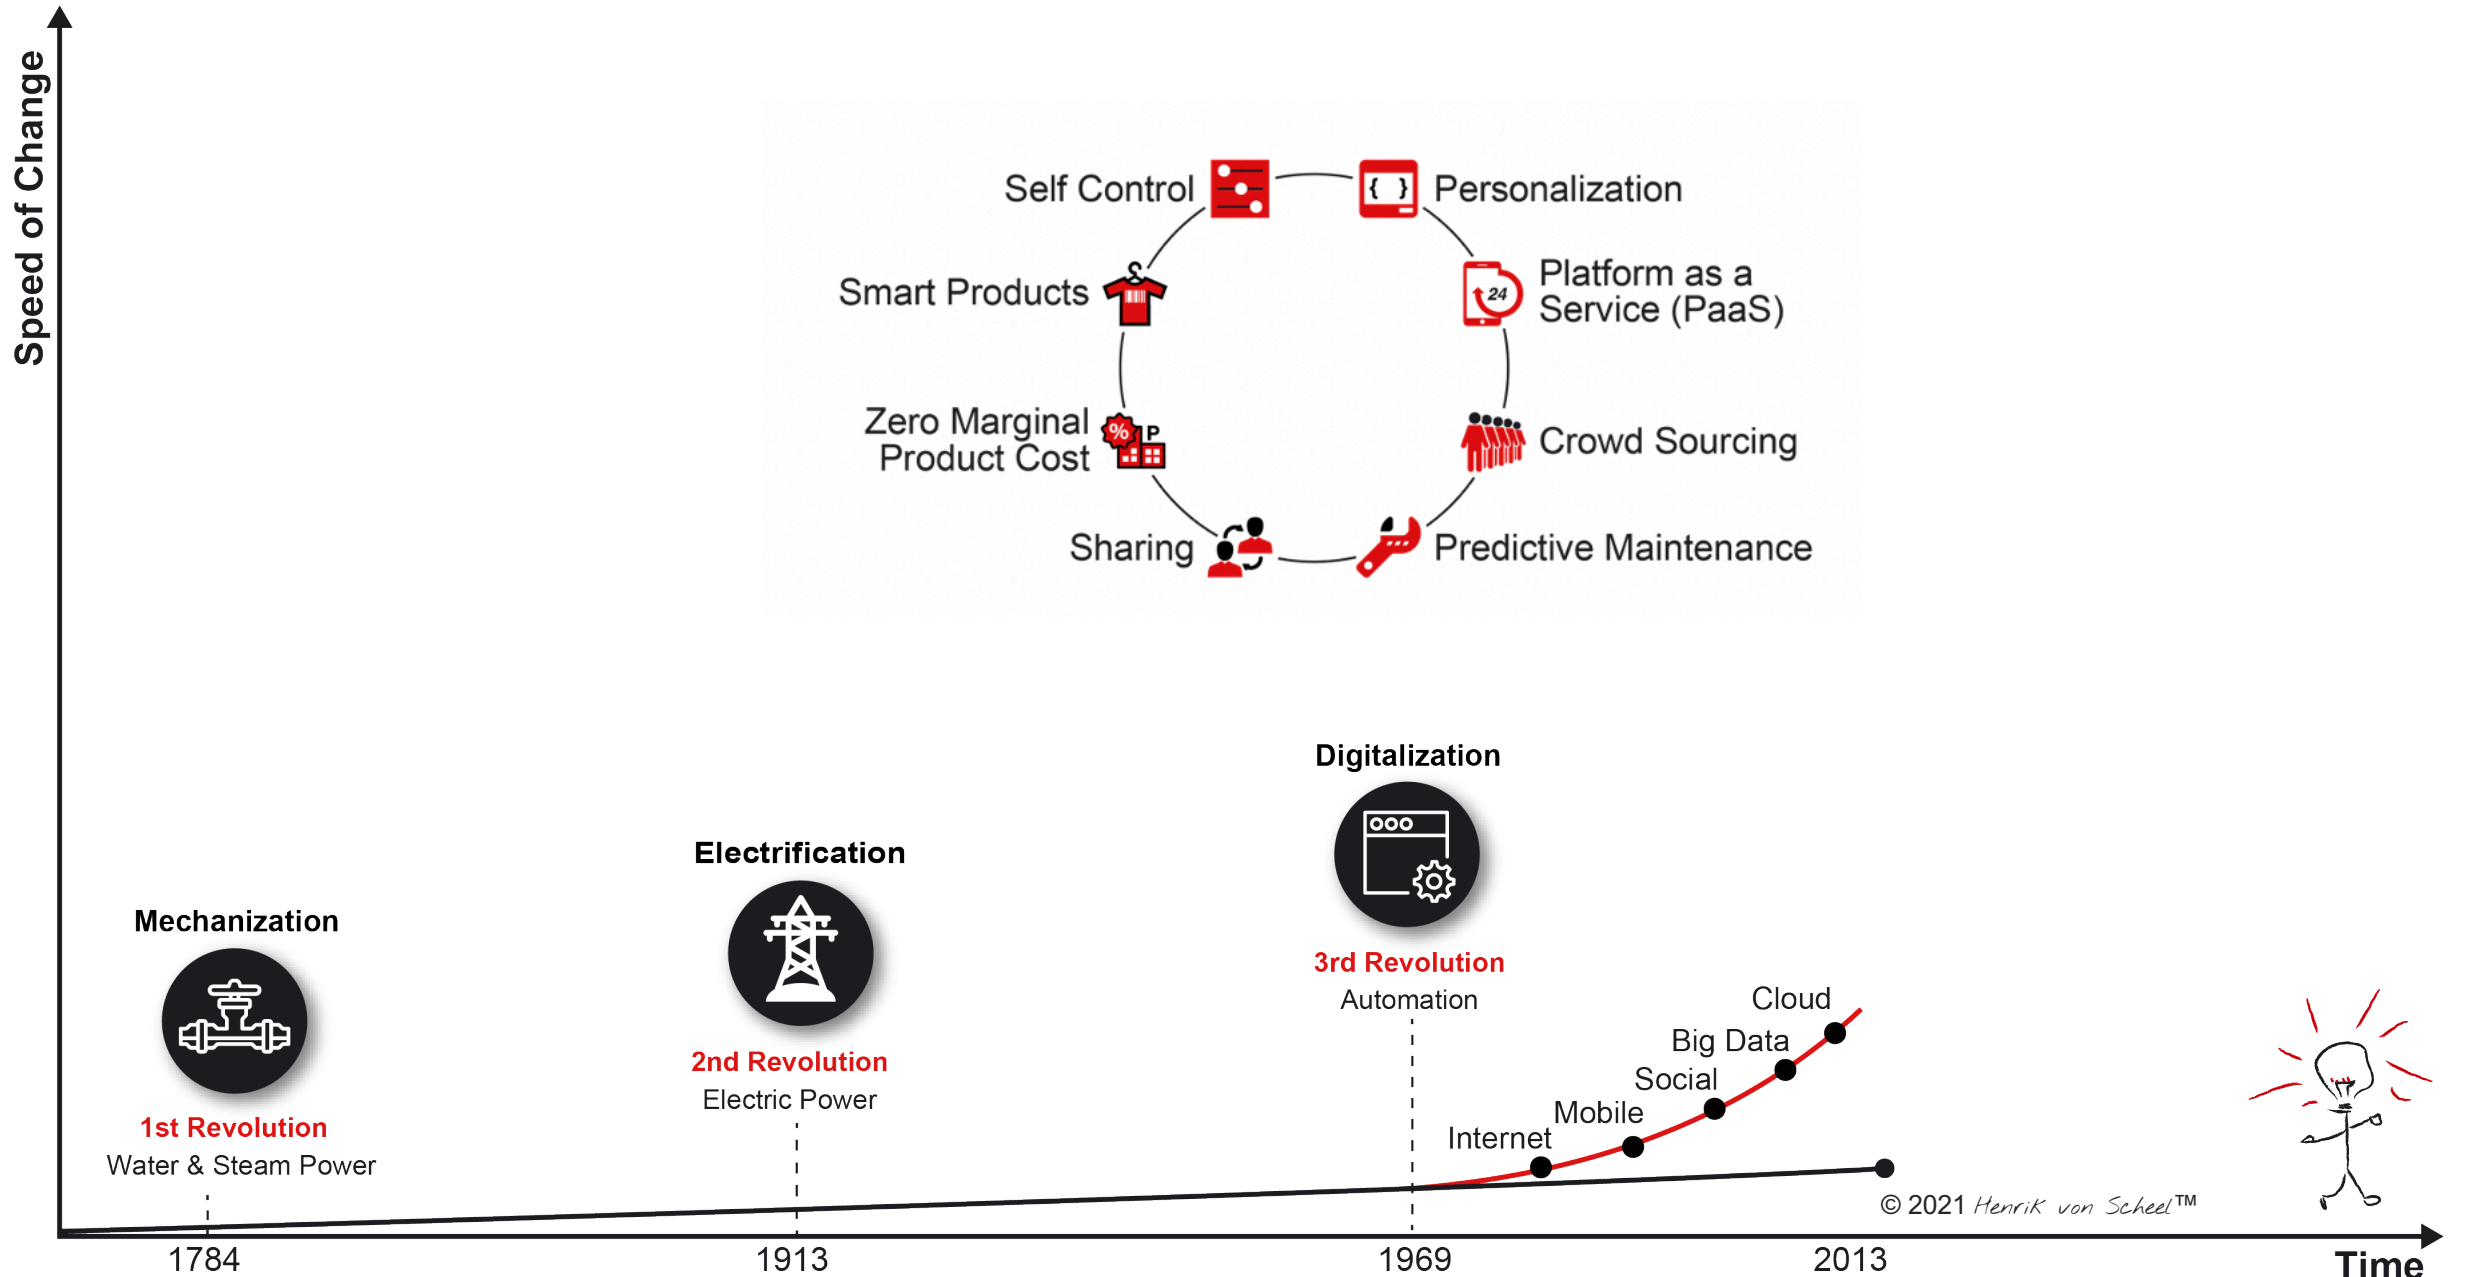 Speed of Change
Self Control
Personalization
Smart Products
Platform as a
Service (PaaS)
24
Zero Marginal
Product Cost
%
P
Crowd Sourcing
Sharing
Predictive Maintenance
Digitalization
3rd Revolution
Automation
Electrification
2nd Revolution
Electric Power
Mechanization
1st Revolution
Water & Steam Power
Cloud
Big Data
Social
Mobile
Internet
© 2021 Henrik von Scheel™
1784
1913
1969
2013
Time